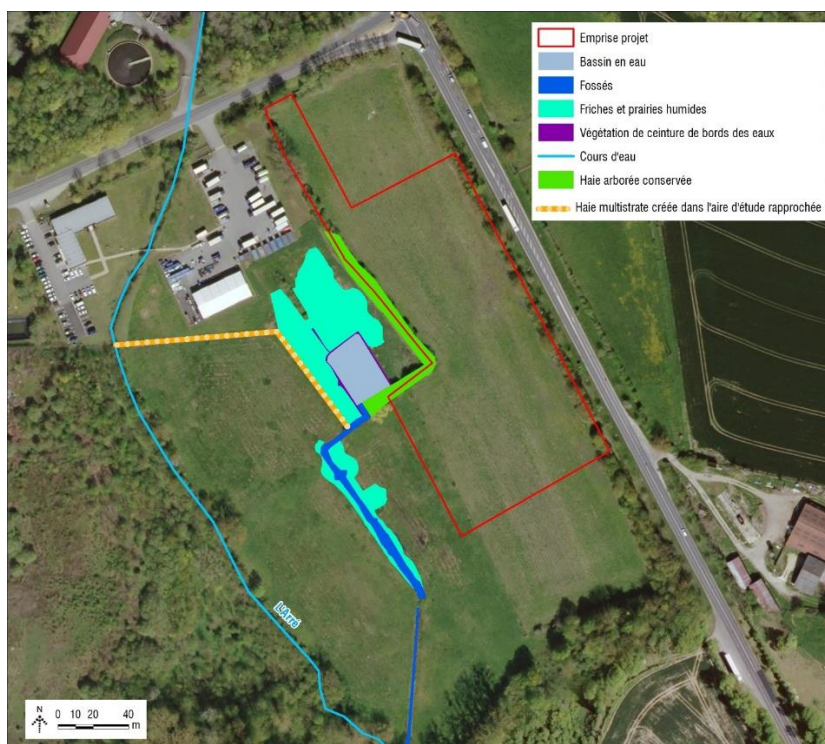 Emprise projet
Bassin en eau
Fossés
Friches et prairies humides
Végétation de ceinture de bords des eaux
Cours d'eau
Haie arborée conservée
Haie multistrate créée dans l'aire d'étude rapprochée
L'Arré
N
0 10 20 40
m